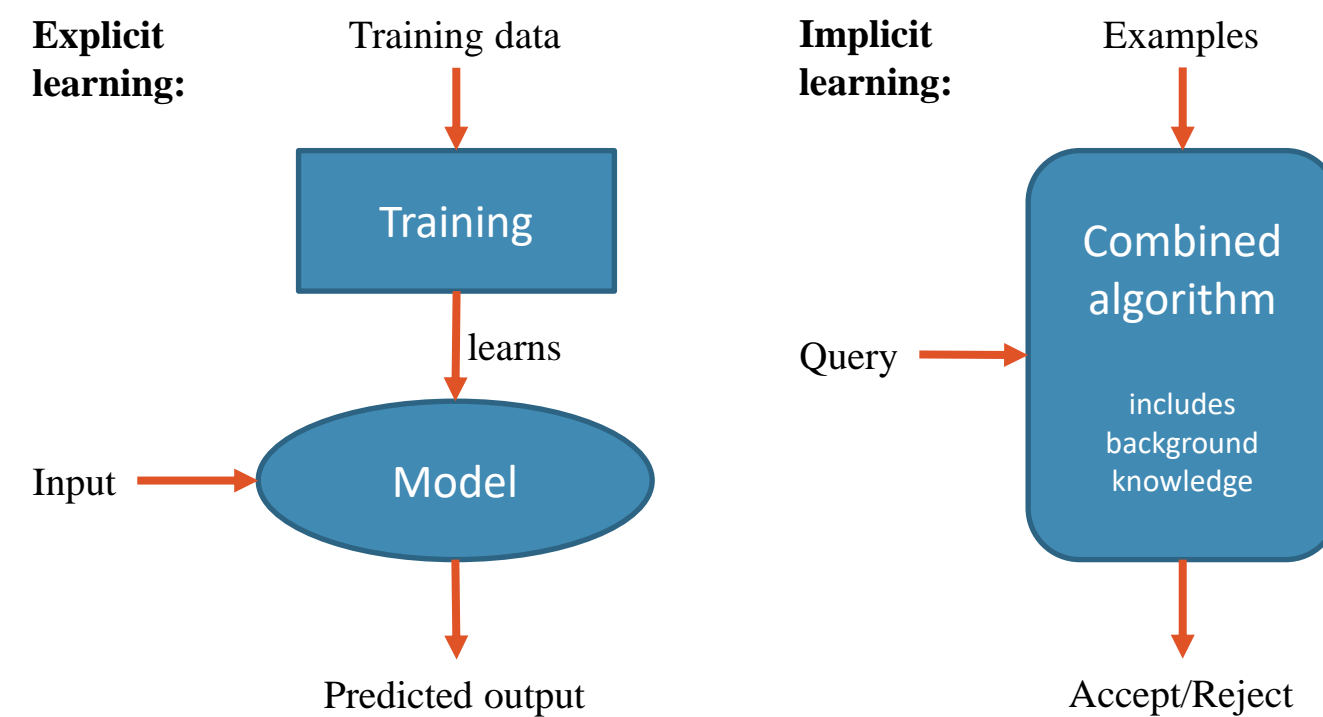 Explicit
learning:
Training data
Training
learns
Input
Model
Predicted output
Implicit
learning:
Examples
Combined
algorithm
Query
includes
background
knowledge
Accept/Reject